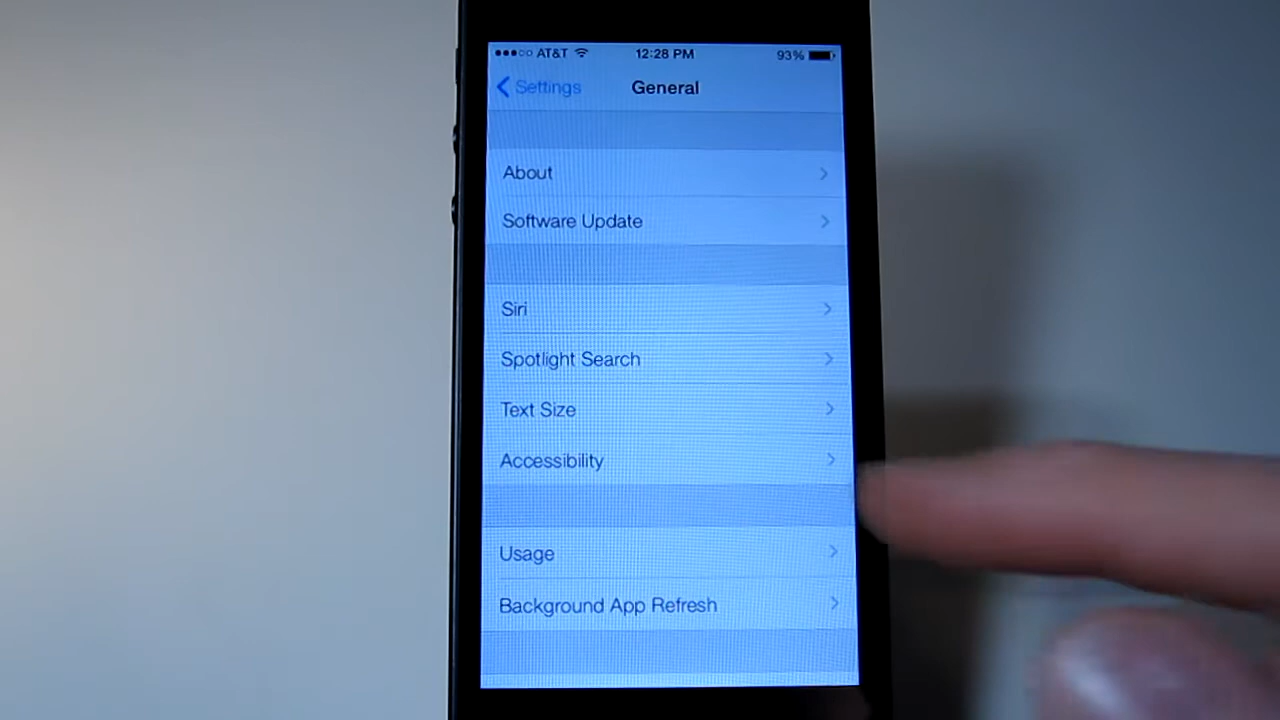 AT&T 12:28 PM 93%
Settings General
About
Software Update
Siri
Spotlight Search
Text Size
Accessibility
Usage
Background App Refresh